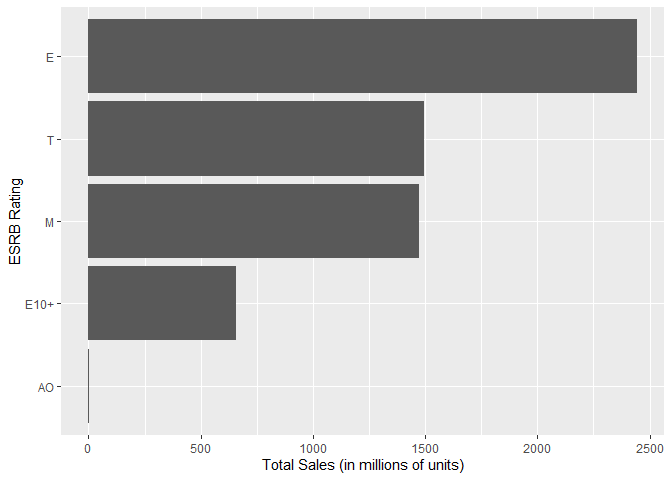 ESRB Rating
E
T
M
E10+
AO
0 500 1000 1500 2000 2500
Total Sales (in millions of units)